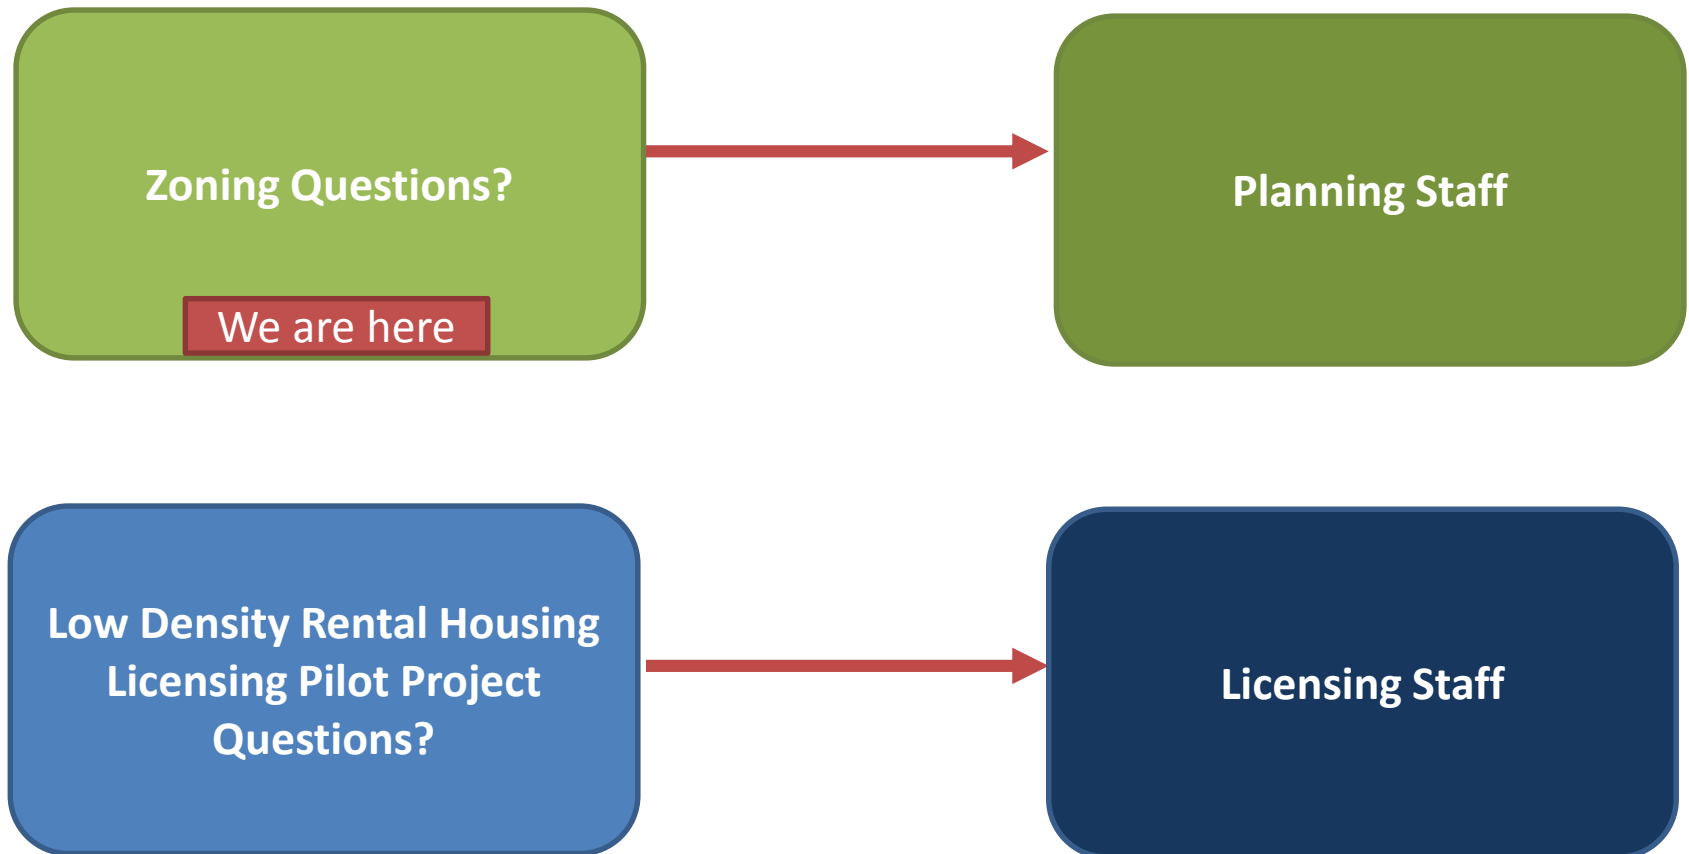 Zoning Questions?
We are here
Planning Staff
Low Density Rental Housing
Licensing Pilot Project
Questions?
Licensing Staff